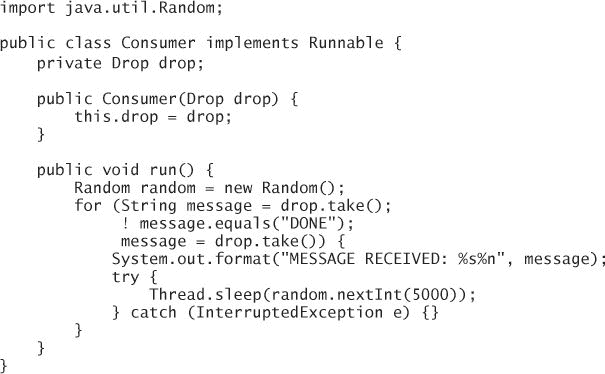 import java.util.Random;

public class Consumer implements Runnable {
    private Drop drop;

    public Consumer(Drop drop) {
        this.drop = drop;
    }

    public void run() {
        Random random = new Random();
        for (String message = drop.take();
             ! message.equals("DONE");
             message = drop.take()) {
            System.out.format("MESSAGE RECEIVED: %s%n", message);
            try {
                Thread.sleep(random.nextInt(5000));
            } catch (InterruptedException e) {}
        }
    }
}